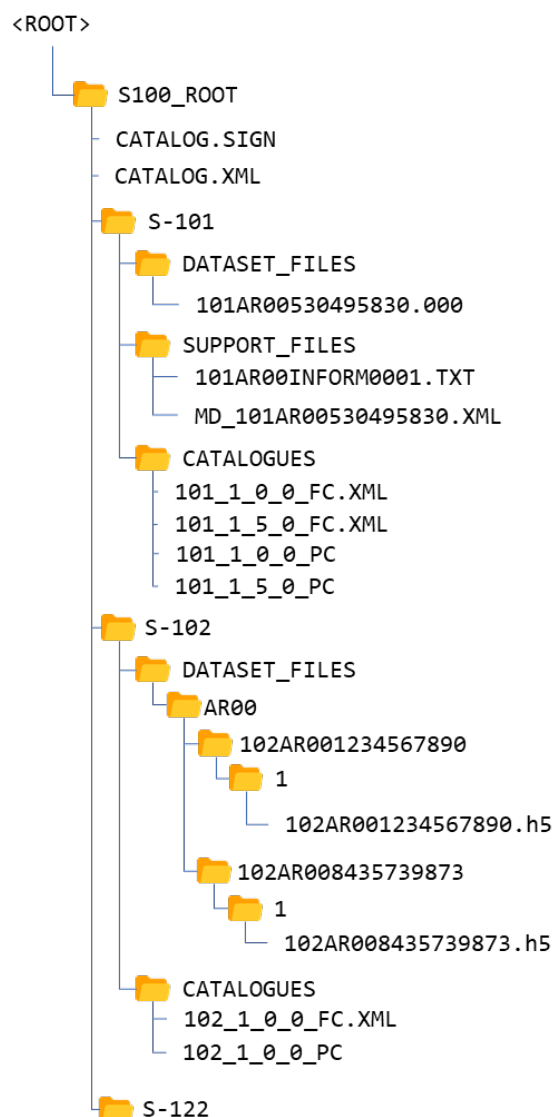 <ROOT>
S100_ROOT
CATALOG.SIGN
CATALOG.XML
S-101
DATASET_FILES
101AR00530495830.000
SUPPORT_FILES
101AR00INFORM0001.TXT
MD_101AR00530495830.XML
CATALOGUES
101_1_0_0_FC.XML
101_1_5_0_FC.XML
101_1_0_0_PC
101_1_5_0_PC
S-102
DATASET_FILES
AR00
102AR001234567890
1
102AR001234567890.h5
102AR008435739873
1
102AR008435739873.h5
CATALOGUES
102_1_0_0_FC.XML
102_1_0_0_PC
S-122